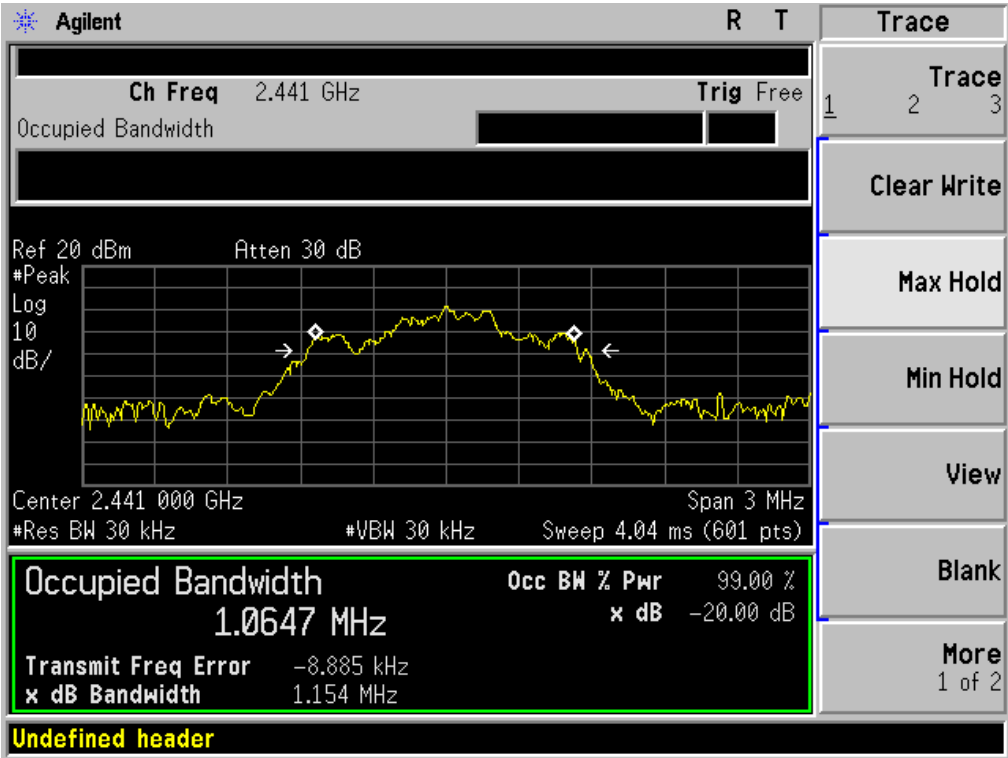 Agilent R T
Ch Freq 2.441 GHz Trig Free
Occupied Bandwidth
Ref 20 dBm Atten 30 dB
#Peak
Log
10
dB/
Center 2.441 000 GHz Span 3 MHz
#Res BW 30 kHz #VBW 30 kHz Sweep 4.04 ms (601 pts)
Occupied Bandwidth Occ BW % Pwr 99.00 %
1.0647 MHz x dB -20.00 dB
Transmit Freq Error -8.885 kHz
x dB Bandwidth 1.154 MHz
Undefined header
Trace
Trace
1 2 3
Clear Write
Max Hold
Min Hold
View
Blank
More
1 of 2